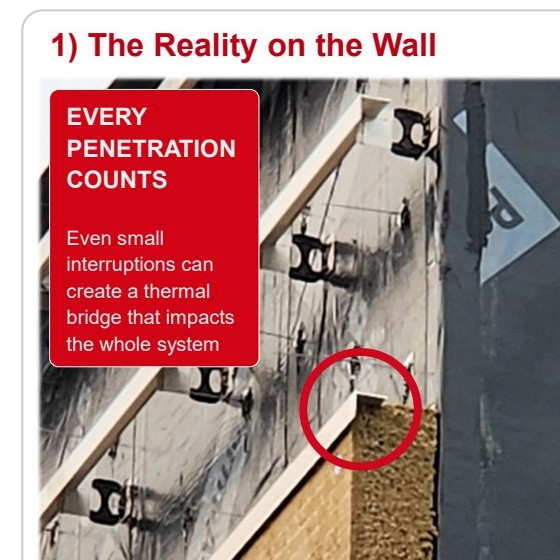 1) The Reality on the Wall
EVERY
PENETRATION
COUNTS
Even small
interruptions can
create a thermal
bridge that impacts
the whole system
R